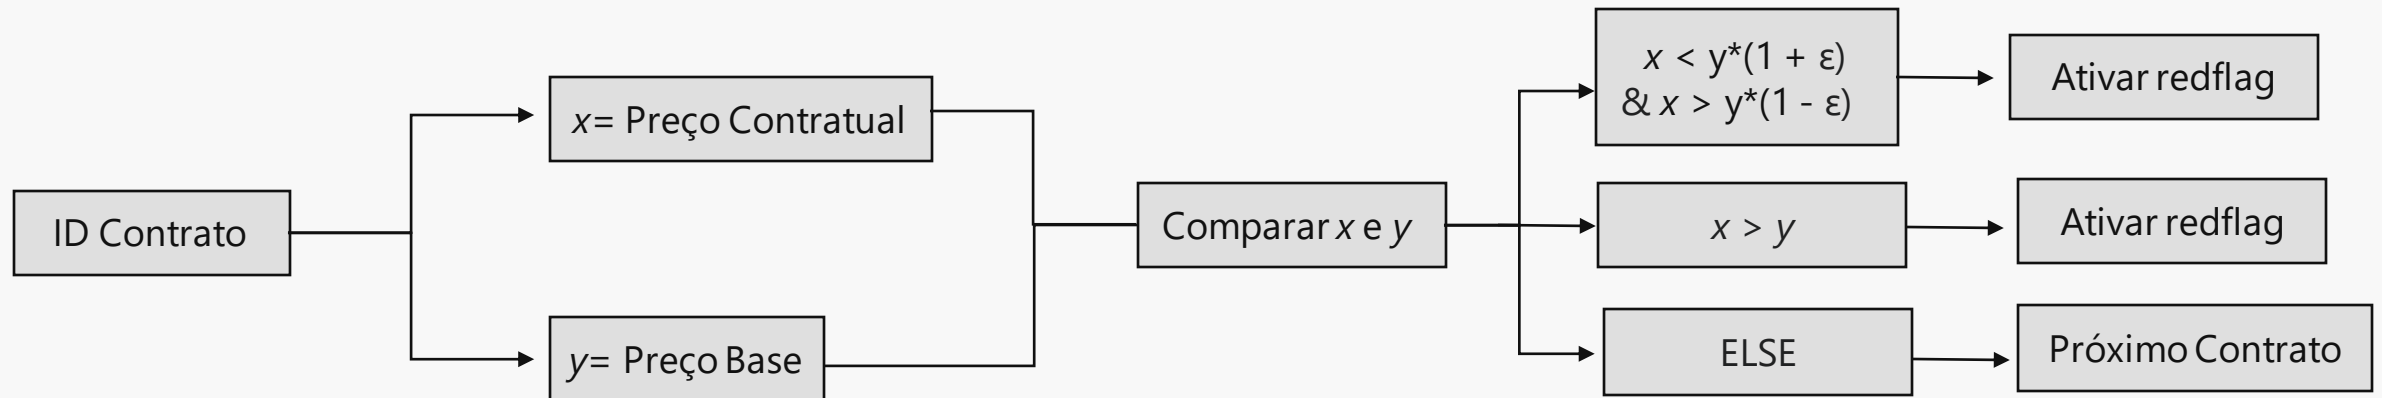 ID Contrato
x= Preço Contratual
y= Preço Base
Comparar x e y
x < y*(1 + ε)
& x > y*(1 - ε)
Ativar redflag
x > y
Ativar redflag
ELSE
Próximo Contrato